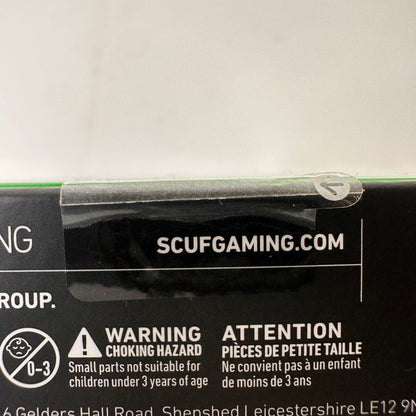 NG
SCUFGAMING.COM
ROUP.
0-3
WARNING
CHOKING HAZARD
Small parts not suitable for
children under 3 years of age
ATTENTION
PIÈCES DE PETITE TAILLE
Ne convient pas à un enfant
de moins de 3 ans
6 Gelders Hall Road, Shepshed Leicestershire LE12 9N